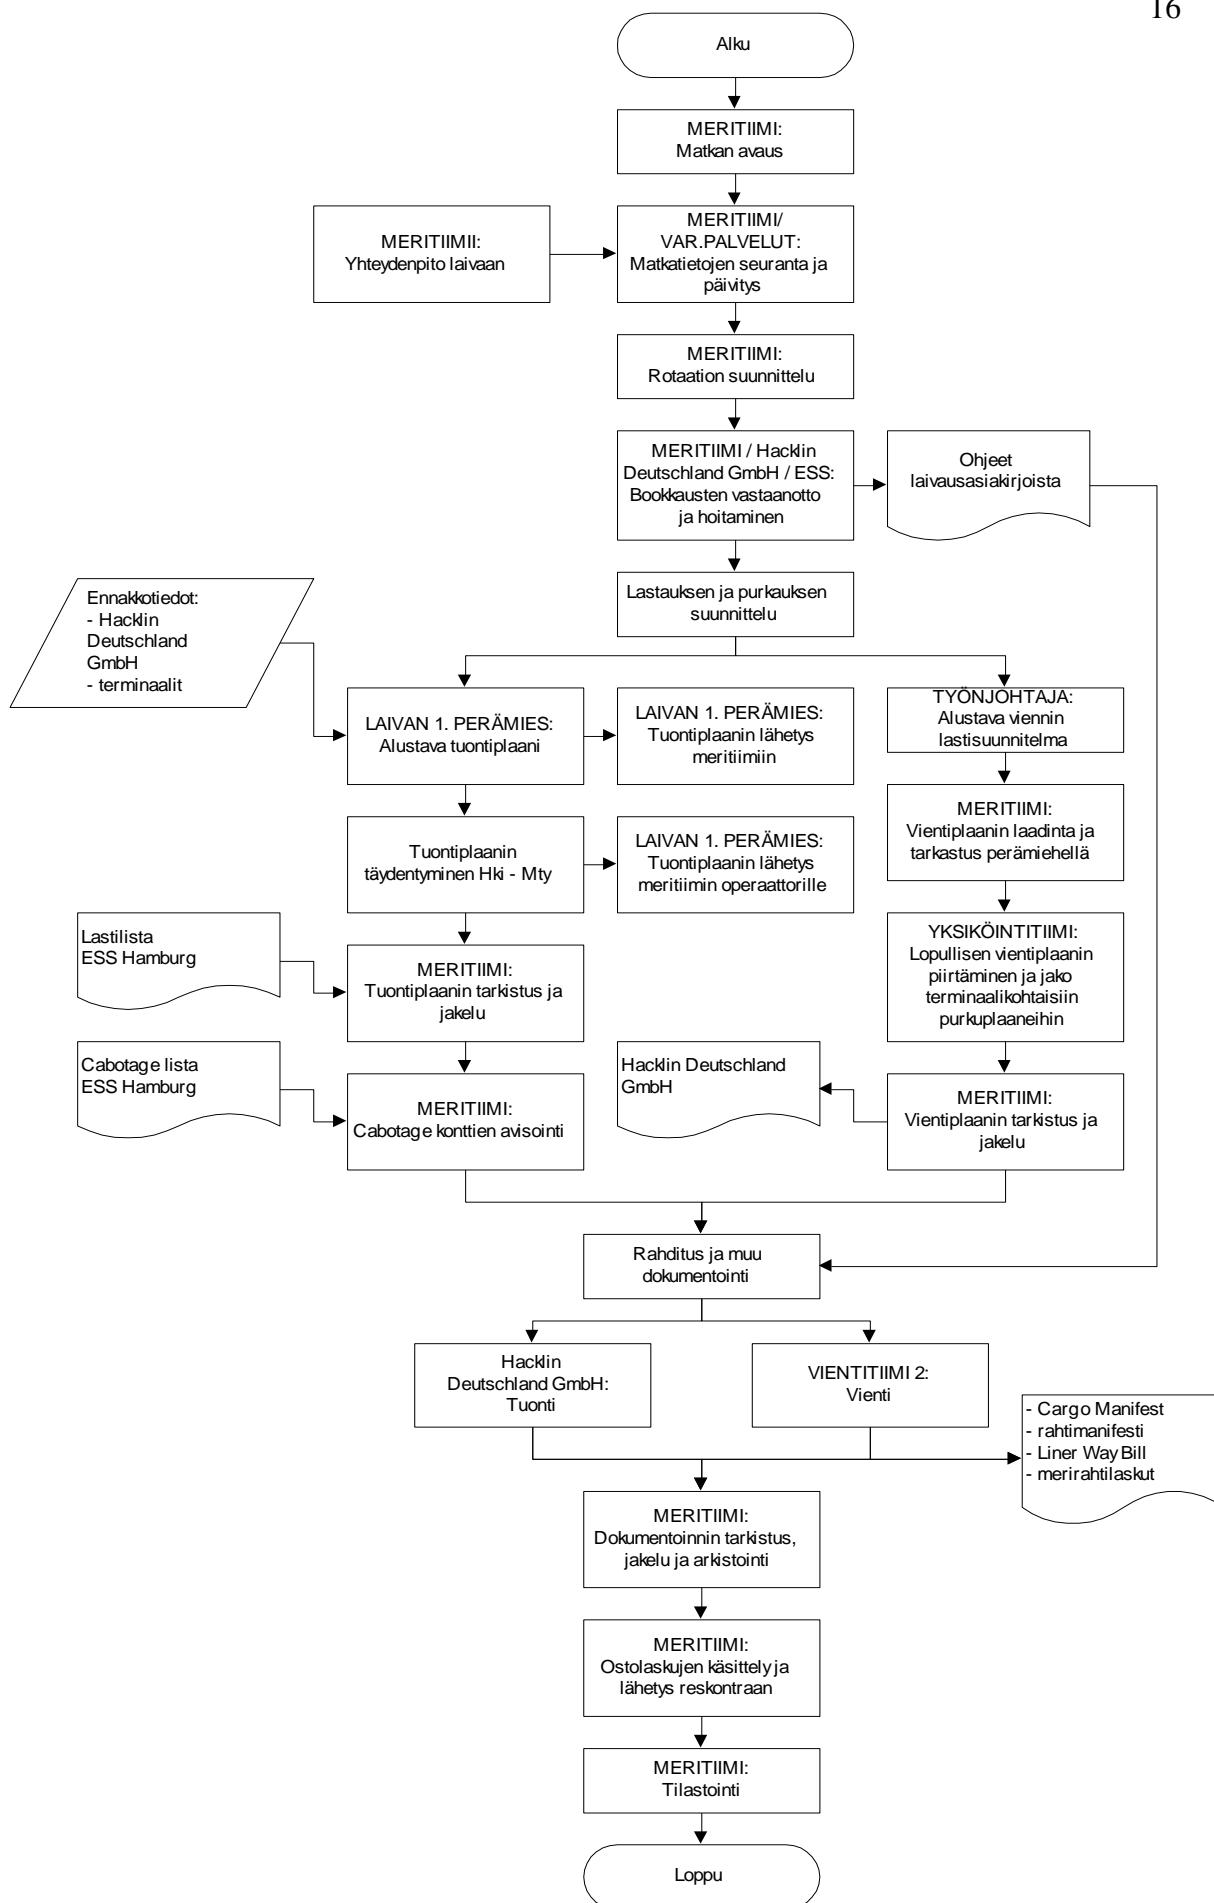 16
Alku
MERITIIMI:
Matkan avaus
MERITIIMII:
Yhteydenpito laivaan
MERITIIMI/
VAR.PALVELUT:
Matkatietojen seuranta ja
päivitys
MERITIIMI:
Rotaation suunnittelu
MERITIIMI / Hacklin
Deutschland GmbH / ESS:
Bookkausten vastaanotto
ja hoitaminen
Ohjeet
laivausasiakirjoista
Lastauksen ja purkauksen
suunnittelu
Ennakkotiedot:
- Hacklin
Deutschland
GmbH
- terminaalit
LAIVAN 1. PERÄMIES:
Alustava tuontiplaani
LAIVAN 1. PERÄMIES:
Tuontiplaanin lähetys
meritiimiin
TYÖNJOHTAJA:
Alustava viennin
lastisuunnitelma
MERITIIMI:
Vientiplaanin laadinta ja
tarkastus perämiehellä
Tuontiplaanin
täydentyminen Hki - Mty
LAIVAN 1. PERÄMIES:
Tuontiplaanin lähetys
meritiimin operaattorille
Lastilista
ESS Hamburg
MERITIIMI:
Tuontiplaanin tarkistus ja
jakelu
YKSIKÖINTITIIMI:
Lopullisen vientiplaanin
piirtäminen ja jako
terminaalikohtaisiin
purkuplaaneihin
Cabotage lista
ESS Hamburg
MERITIIMI:
Cabotage konttien avisointi
Hacklin Deutschland
GmbH
MERITIIMI:
Vientiplaanin tarkistus ja
jakelu
Rahditus ja muu
dokumentointi
Hacklin
Deutschland GmbH:
Tuonti
VIENTITIIMI 2:
Vienti
- Cargo Manifest
- rahtimanifesti
- Liner Way Bill
- merirahtilaskut
MERITIIMI:
Dokumentoinnin tarkistus,
jakelu ja arkistointi
MERITIIMI:
Ostolaskujen käsittely ja
lähetys reskontraan
MERITIIMI:
Tilastointi
Loppu